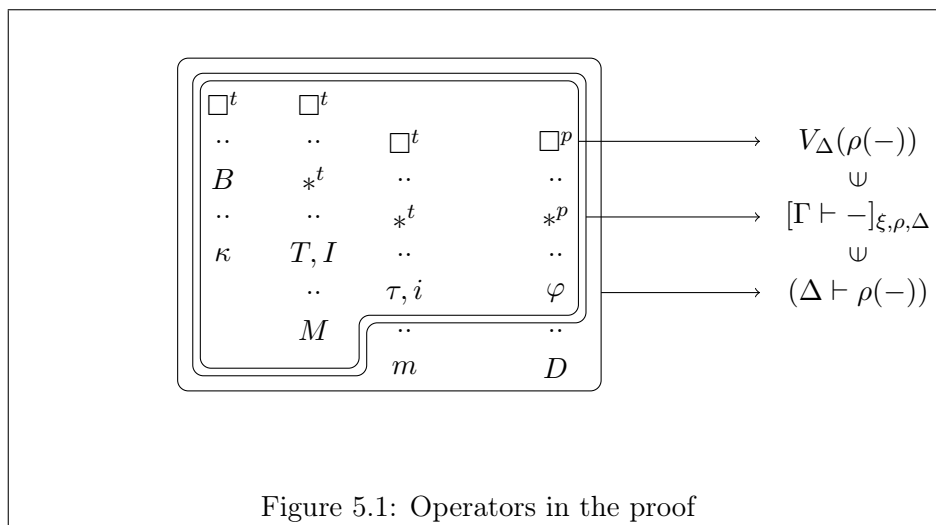 □ᵗ □ᵗ
·· ·· □ᵗ □ᵖ V_Δ(ρ(−))
B *ᵗ ·· ·· ⋓
·· ·· *ᵗ *ᵖ [Γ ⊢ −]_{ξ,ρ,Δ}
κ T, I ·· ·· ⋓
·· τ, i φ (Δ ⊢ ρ(−))
M ·· ··
m D
Figure 5.1: Operators in the proof